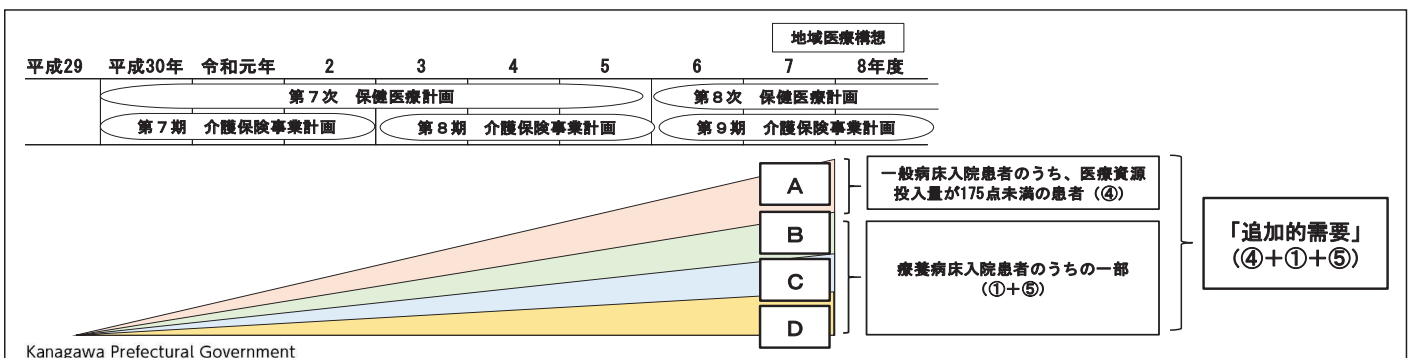 地域医療構想
平成29 平成30年 令和元年 2 3 4 5 6 7 8年度
第7次 保健医療計画 第8次 保健医療計画
第7期 介護保険事業計画 第8期 介護保険事業計画 第9期 介護保険事業計画
A
一般病床入院患者のうち、医療資源
投入量が175点未満の患者(④)
B
C
D
療養病床入院患者のうちの一部
(①+⑤)
「追加的需要」
(④+①+⑤)
Kanagawa Prefectural Government